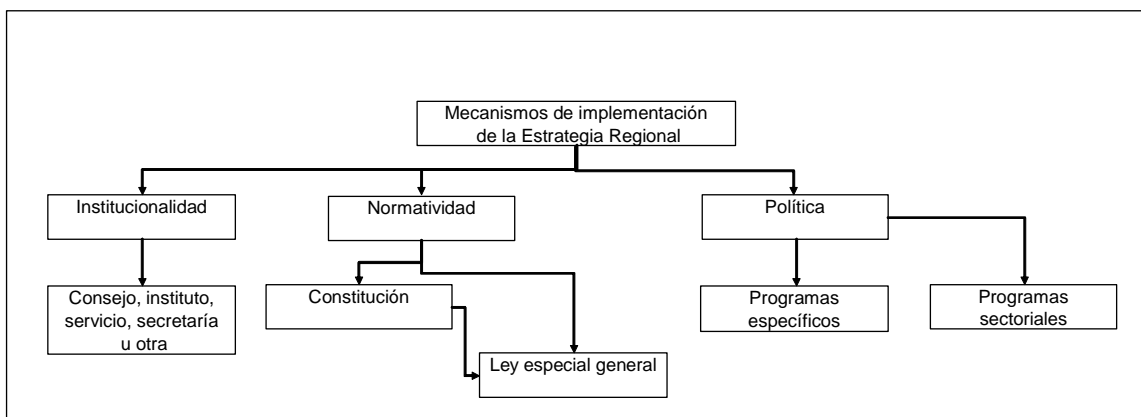 Mecanismos de implementación
de la Estrategia Regional
Institucionalidad
Normatividad
Política
Consejo, instituto,
servicio, secretaría
u otra
Constitución
Programas
específicos
Programas
sectoriales
Ley especial general